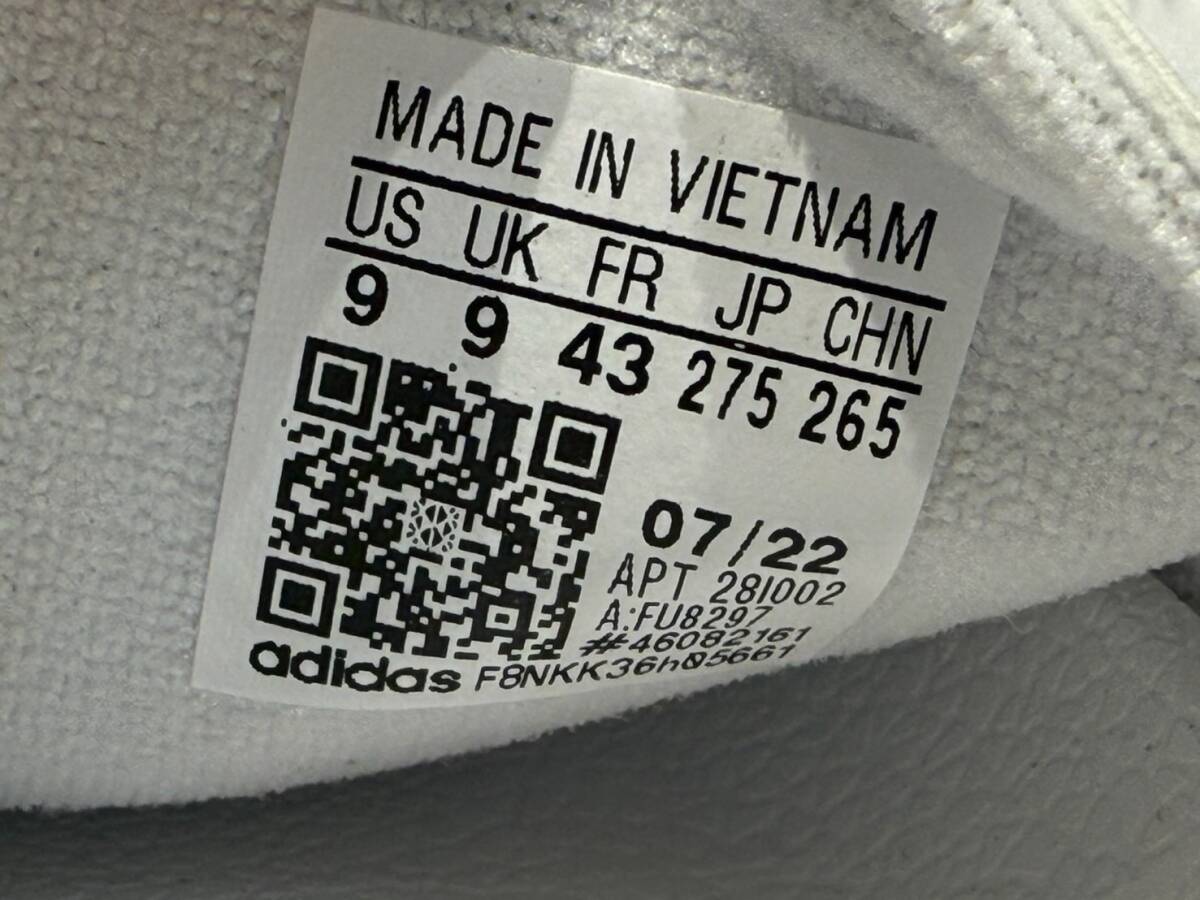 MADE IN VIETNAM
US UK FR JP CHN
9 9 43 275 265
07/22
APT 28I002
A:FU8297
#46082161
adidas F8NKK36h05661